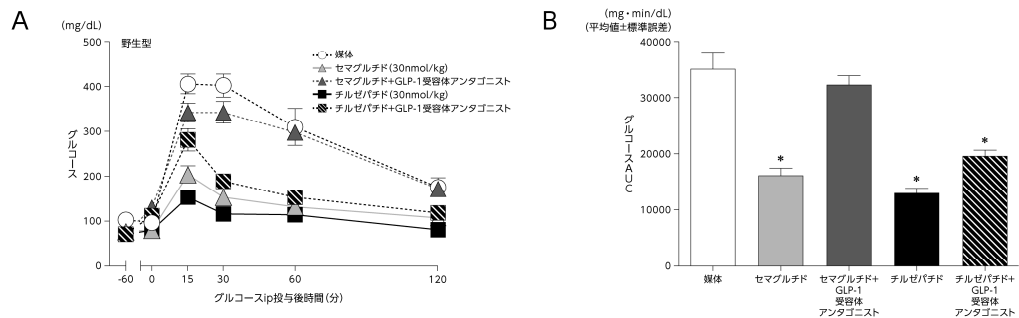 A
(mg/dL)
500
400
300
200
100
0
グルコース
野生型
媒体
セマグルチド(30nmol/kg)
セマグルチド+GLP-1受容体アンタゴニスト
チルゼパチド(30nmol/kg)
チルゼパチド+GLP-1受容体アンタゴニスト
-60 0 15 30 60 120
グルコースip投与後時間(分)
B
(mg・min/dL)
(平均値±標準誤差)
40000
30000
20000
10000
0
グルコースAUC
*
*
*
媒体
セマグルチド
セマグルチド+
GLP-1
受容体
アンタゴニスト
チルゼパチド
チルゼパチド+
GLP-1
受容体
アンタゴニスト